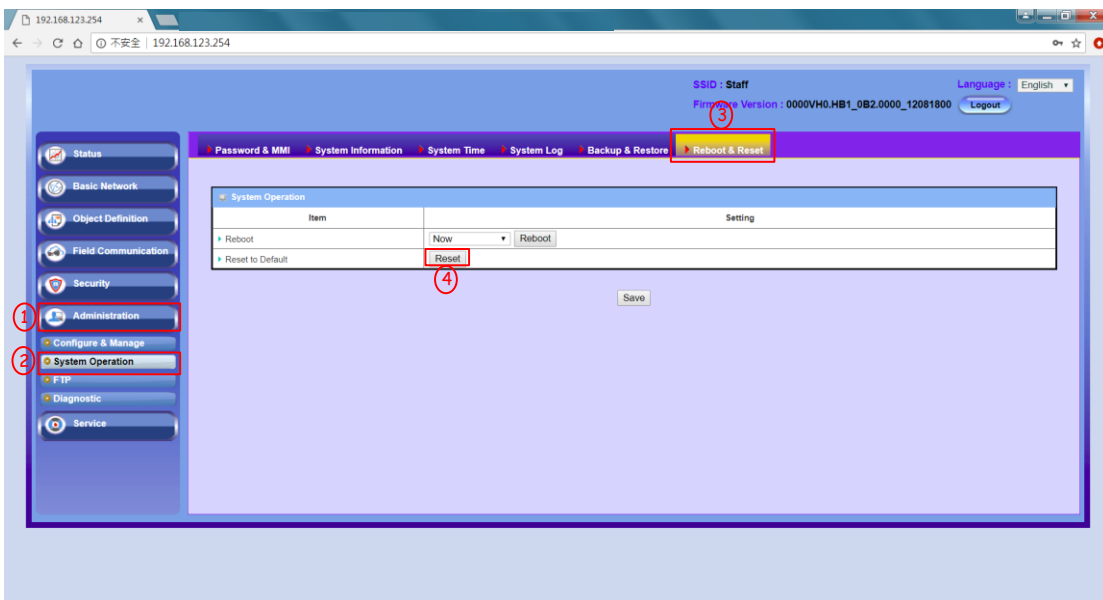 192.168.123.254 ×
不安全 | 192.168.123.254
SSID : Staff
Language : English
Firmware Version : 0000VH0.HB1_0B2.0000_12081800 Logout
3
Status
Password & MMI System Information System Time System Log Backup & Restore Reboot & Reset
Basic Network
System Operation
Object Definition
Item Setting
Reboot Now Reboot
Field Communication
Reset to Default Reset
4
Security
Save
1 Administration
Configure & Manage
2 System Operation
FTP
Diagnostic
Service